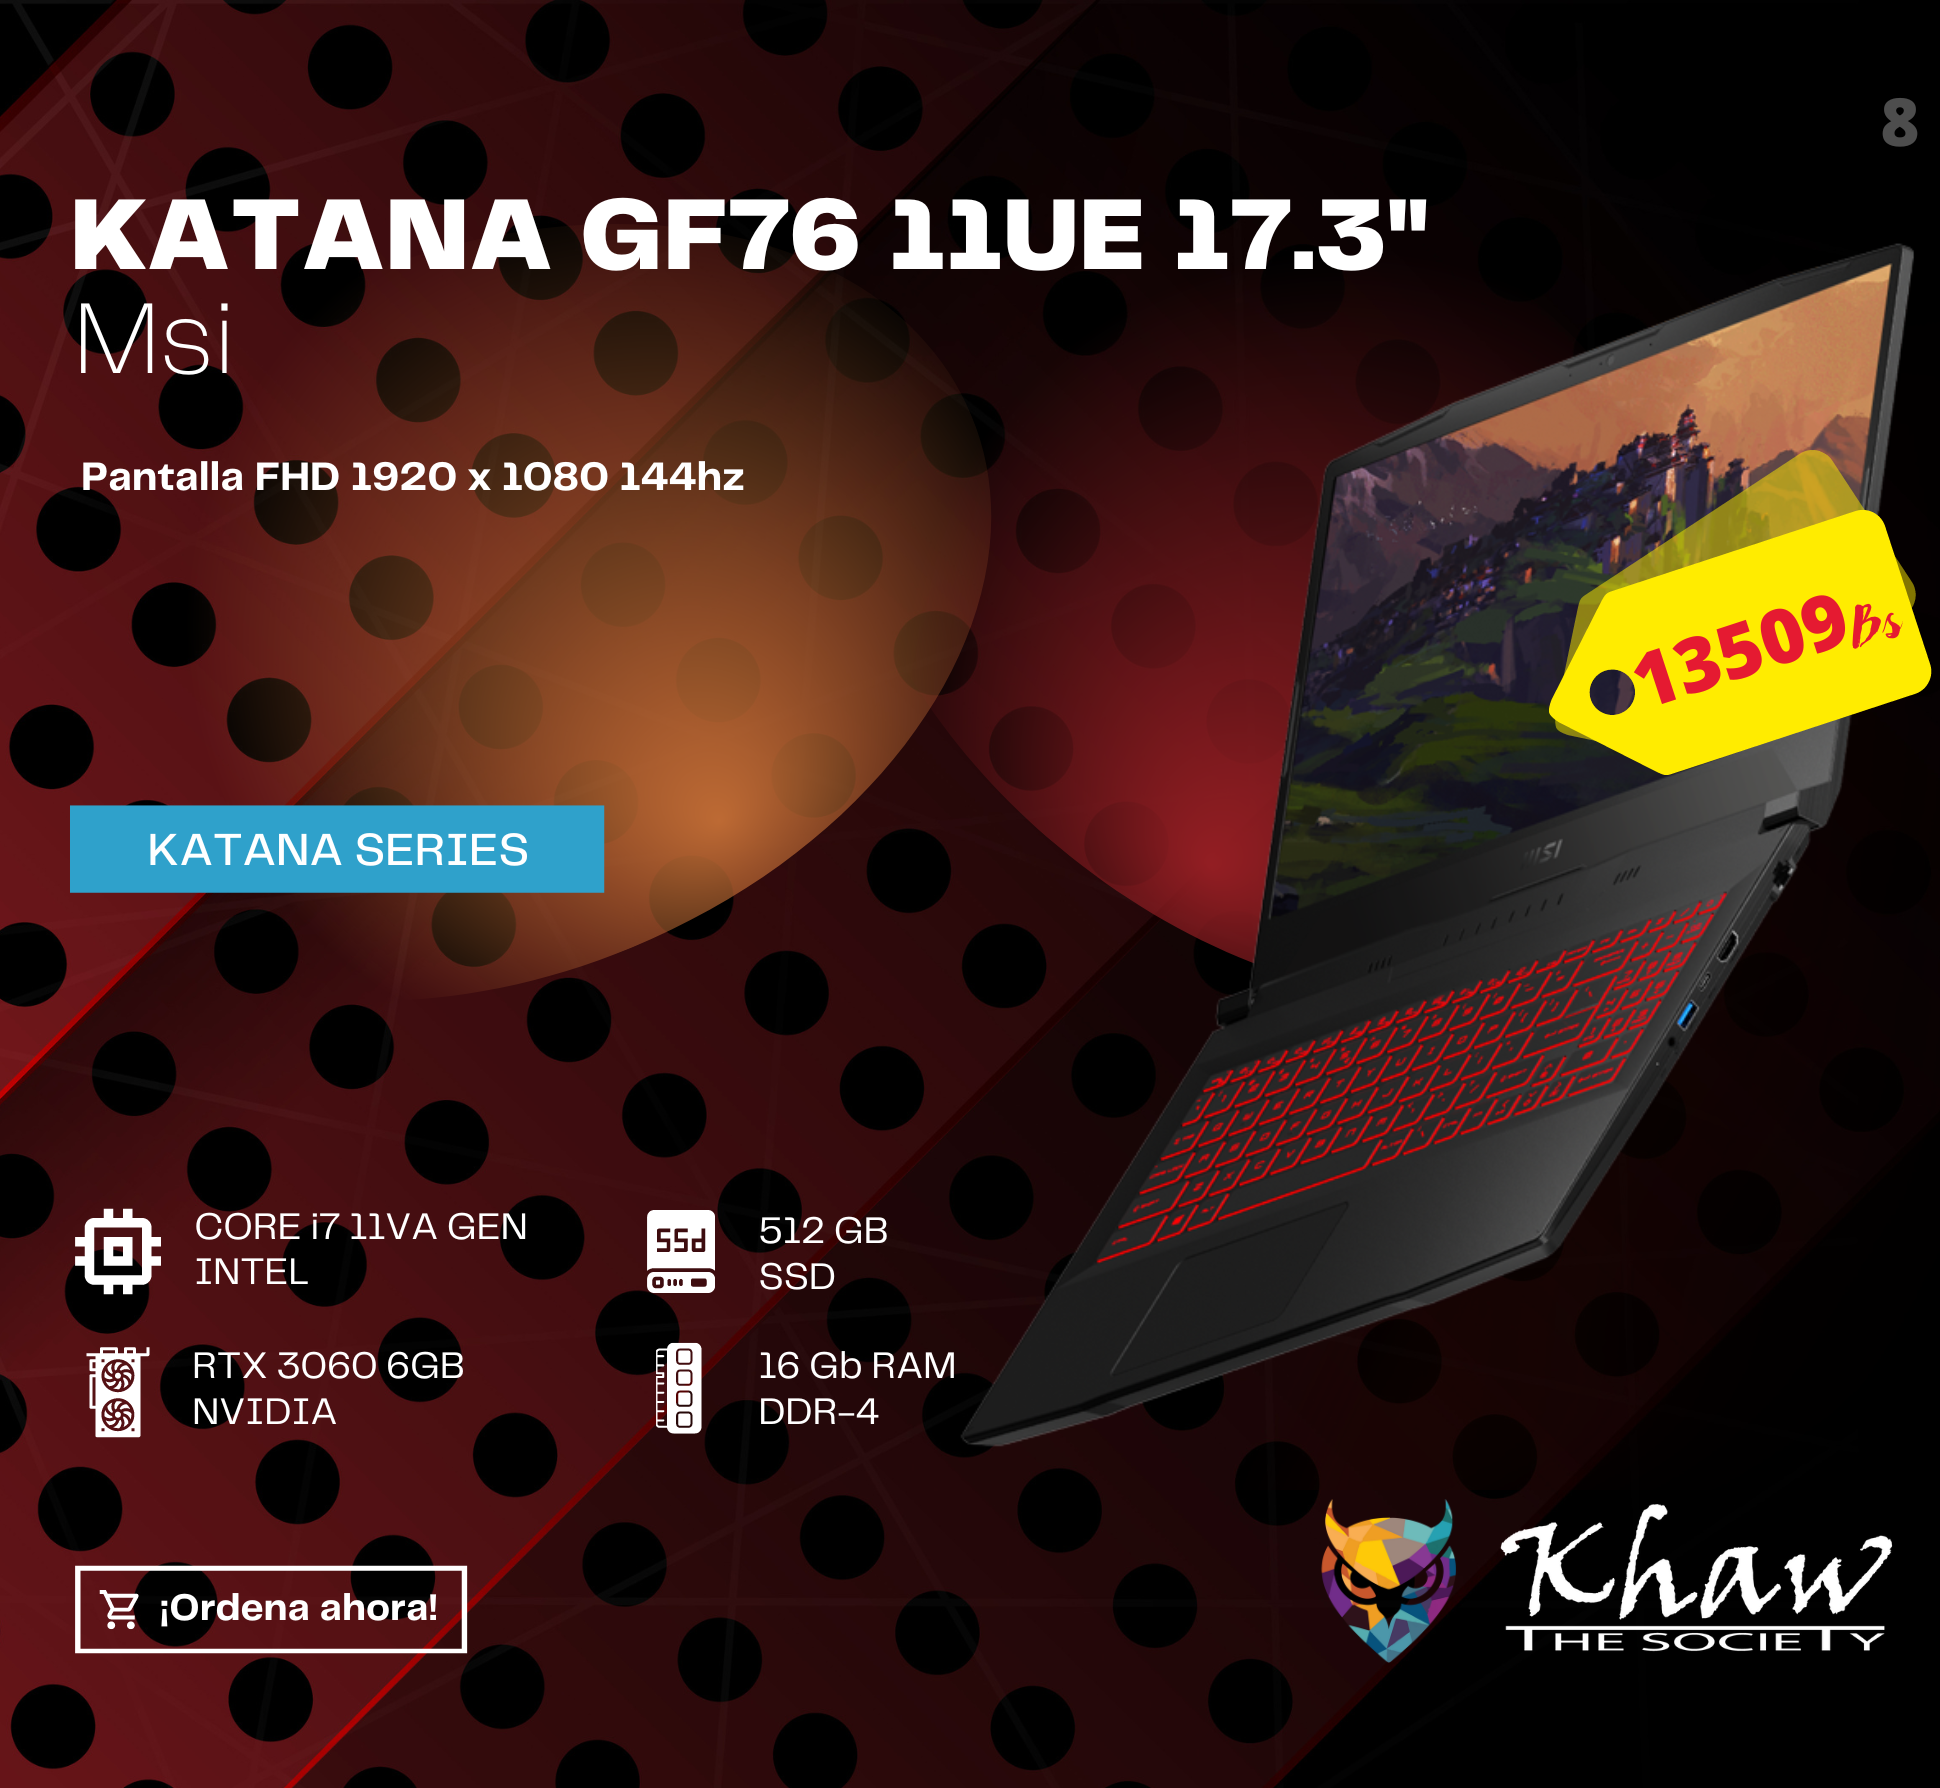 8
KATANA GF76 11UE 17.3"
Msi
Pantalla FHD 1920 x 1080 144hz
13509Bs
KATANA SERIES
msi
CORE i7 11VA GEN
INTEL
ssd
512 GB
SSD
RTX 3060 6GB
NVIDIA
16 Gb RAM
DDR-4
¡Ordena ahora!
Khaw
THE SOCIETY